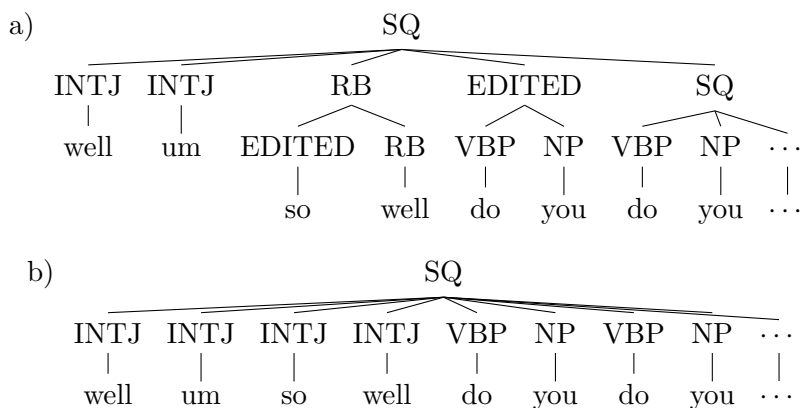 a) SQ
INTJ INTJ RB EDITED SQ
well um EDITED RB VBP NP VBP NP ···
so well do you do you ···
b) SQ
INTJ INTJ INTJ INTJ VBP NP VBP NP ···
well um so well do you do you ···